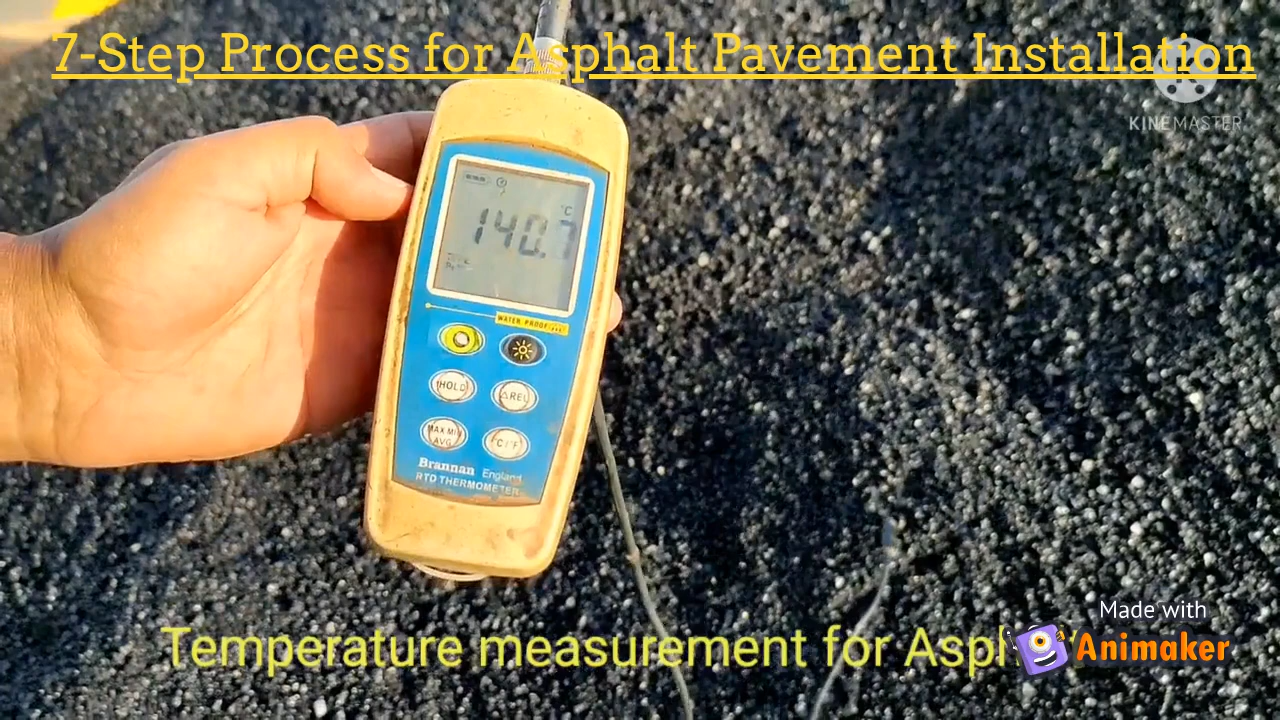 7-Step Process for Asphalt Pavement Installation
KINEMASTER
°C
140.7
WATER PROOF
HOLD
△REL
MAX MIN
AVG
Brannan England
RTD THERMOMETER
Made with
Temperature measurement for
Animaker